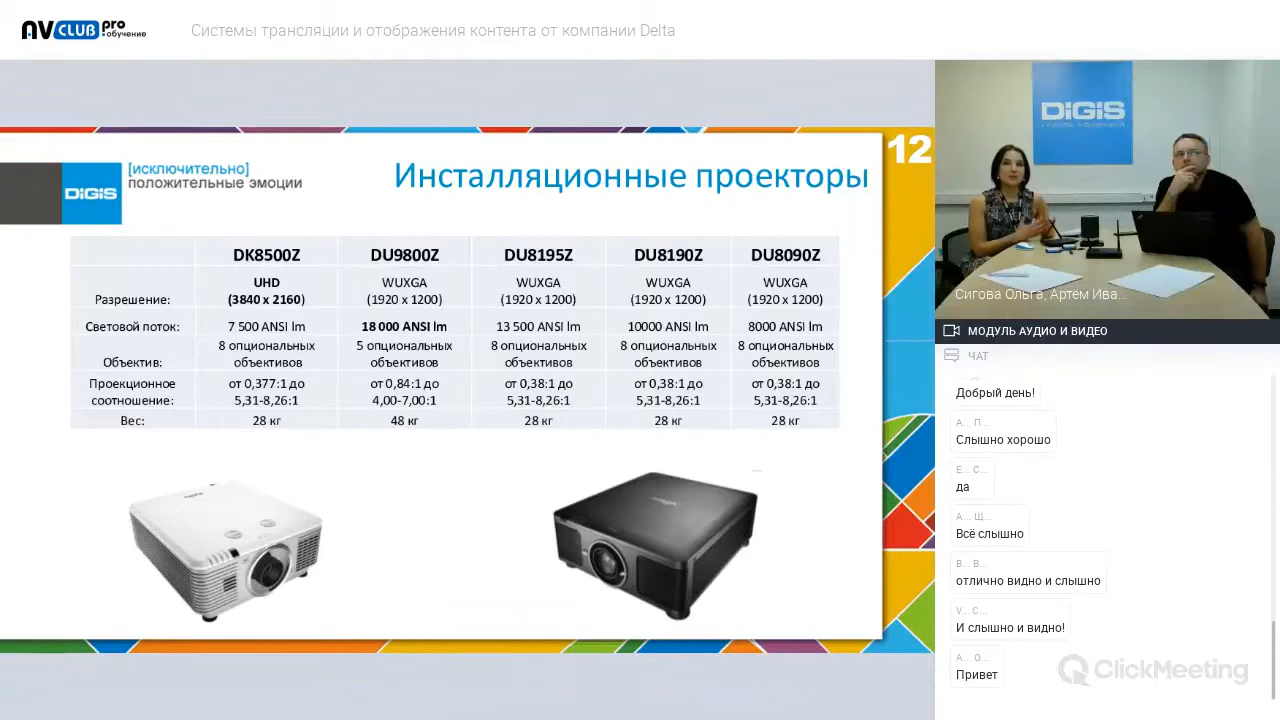 AV CLUB pro
обучение
Системы трансляции и отображения контента от компании Delta
DIGIS
[исключительно]
положительные эмоции
Инсталляционные проекторы
12
DK8500Z DU9800Z DU8195Z DU8190Z DU8090Z
Разрешение: UHD (3840 x 2160) WUXGA (1920 x 1200) WUXGA (1920 x 1200) WUXGA (1920 x 1200) WUXGA (1920 x 1200)
Световой поток: 7 500 ANSI lm 18 000 ANSI lm 13 500 ANSI lm 10000 ANSI lm 8000 ANSI lm
Объектив: 8 опциональных объективов 5 опциональных объективов 8 опциональных объективов 8 опциональных объективов 8 опциональных объективов
Проекционное соотношение: от 0,377:1 до 5,31-8,26:1 от 0,84:1 до 4,00-7,00:1 от 0,38:1 до 5,31-8,26:1 от 0,38:1 до 5,31-8,26:1 от 0,38:1 до 5,31-8,26:1
Вес: 28 кг 48 кг 28 кг 28 кг 28 кг
DIGIS
Сигова Ольга, Артём Ива...
МОДУЛЬ АУДИО И ВИДЕО
ЧАТ
Добрый день!
А... П...
Слышно хорошо
Е... С...
да
А... Щ...
Всё слышно
В... В...
отлично видно и слышно
V... C...
И слышно и видно!
А... О...
Привет
ClickMeeting